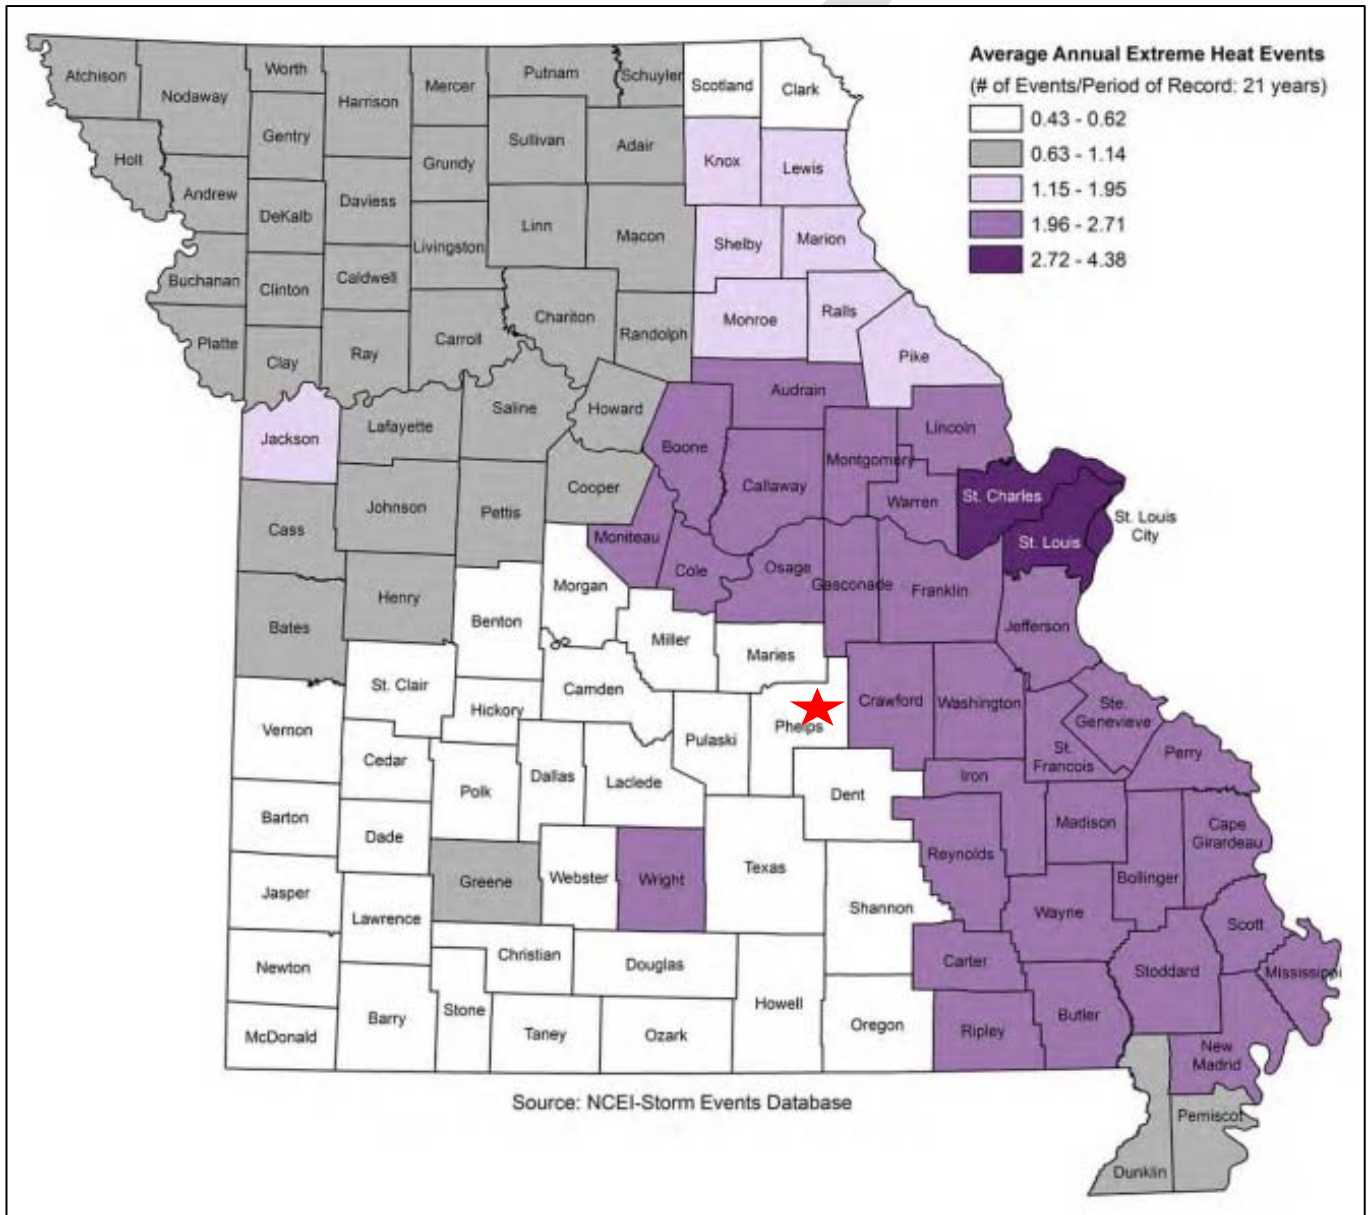 Average Annual Extreme Heat Events
(# of Events/Period of Record: 21 years)
0.43 - 0.62
0.63 - 1.14
1.15 - 1.95
1.96 - 2.71
2.72 - 4.38
Atchison
Nodaway
Worth
Harrison
Mercer
Putnam
Schuyler
Scotland
Clark
Holt
Andrew
Gentry
DeKalb
Daviess
Grundy
Sullivan
Adair
Knox
Lewis
Buchanan
Clinton
Caldwell
Livingston
Linn
Macon
Shelby
Marion
Platte
Clay
Ray
Carroll
Chariton
Randolph
Monroe
Ralls
Pike
Jackson
Lafayette
Saline
Howard
Boone
Audrain
Callaway
Montgomery
Lincoln
Warren
St. Charles
St. Louis
St. Louis
City
Cass
Johnson
Pettis
Cooper
Moniteau
Cole
Osage
Gasconade
Franklin
Jefferson
Bates
Henry
Benton
Morgan
Miller
Maries
Vernon
St. Clair
Hickory
Camden
Pulaski
Phelps
Crawford
Washington
St.
Francois
Ste.
Genevieve
Perry
Barton
Cedar
Polk
Dallas
Laclede
Dent
Iron
Madison
Cape
Girardeau
Jasper
Dade
Greene
Webster
Wright
Texas
Shannon
Reynolds
Wayne
Bollinger
Scott
Newton
Lawrence
Christian
Douglas
Howell
Carter
Butler
Stoddard
Mississippi
McDonald
Barry
Stone
Taney
Ozark
Oregon
Ripley
New
Madrid
Pemiscot
Dunklin
Source: NCEI-Storm Events Database